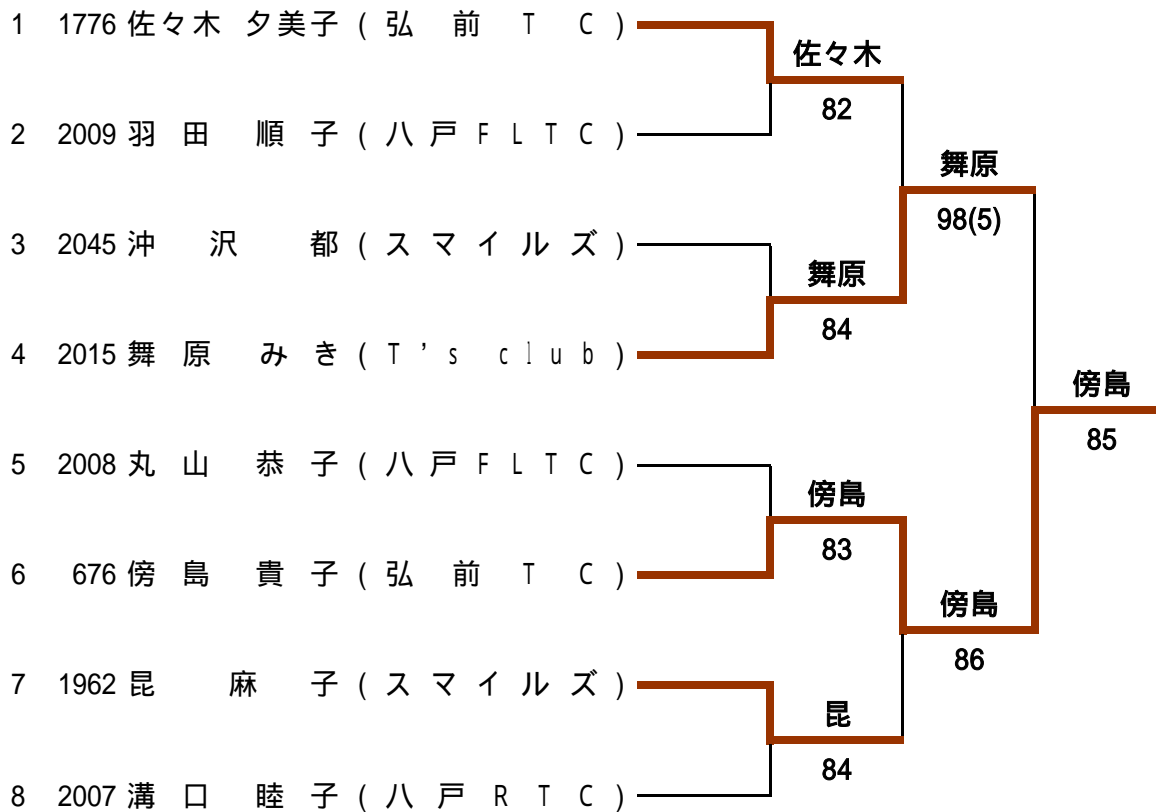 1 1776 佐々木 夕美子 ( 弘 前 T C )
佐々木
82
2 2009 羽 田 順 子 ( 八 戸 F L T C )
舞原
98(5)
3 2045 沖 沢 都 ( ス マ イ ル ズ )
舞原
84
4 2015 舞 原 み き ( T ' s c l u b )
傍島
85
5 2008 丸 山 恭 子 ( 八 戸 F L T C )
傍島
83
6 676 傍 島 貴 子 ( 弘 前 T C )
傍島
86
7 1962 昆 麻 子 ( ス マ イ ル ズ )
昆
84
8 2007 溝 口 睦 子 ( 八 戸 R T C )